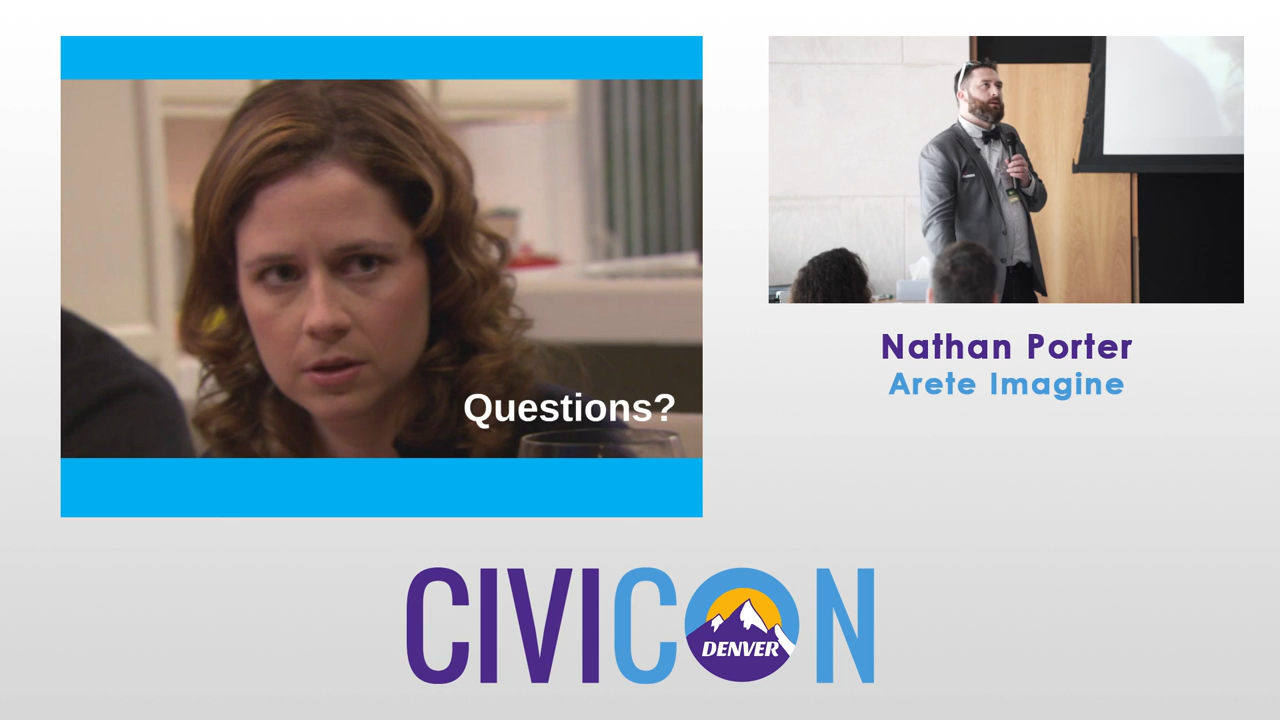 Questions?
Nathan Porter
Arete Imagine
CIVICON
DENVER